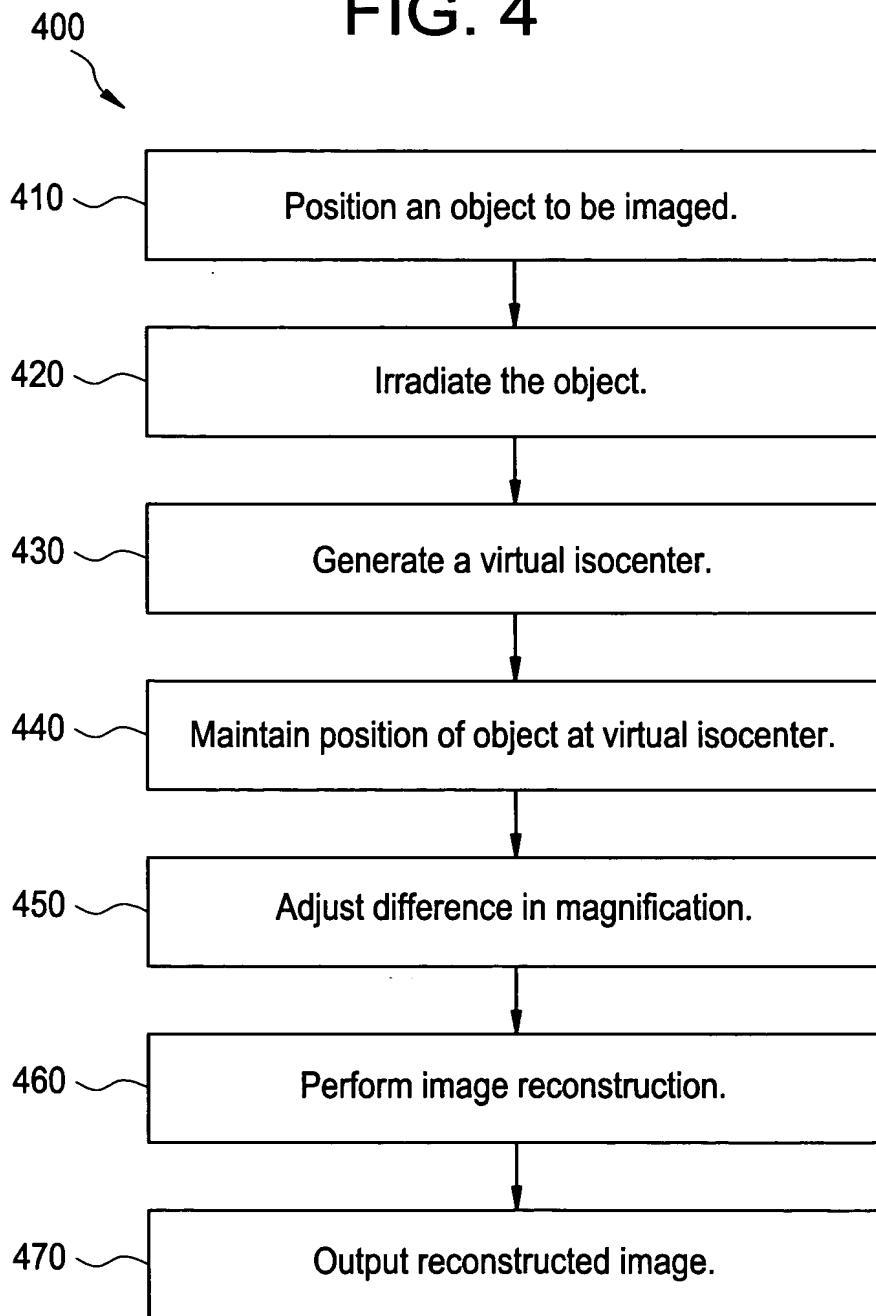 FIG. 4
400
410 Position an object to be imaged.
420 Irradiate the object.
430 Generate a virtual isocenter.
440 Maintain position of object at virtual isocenter.
450 Adjust difference in magnification.
460 Perform image reconstruction.
470 Output reconstructed image.